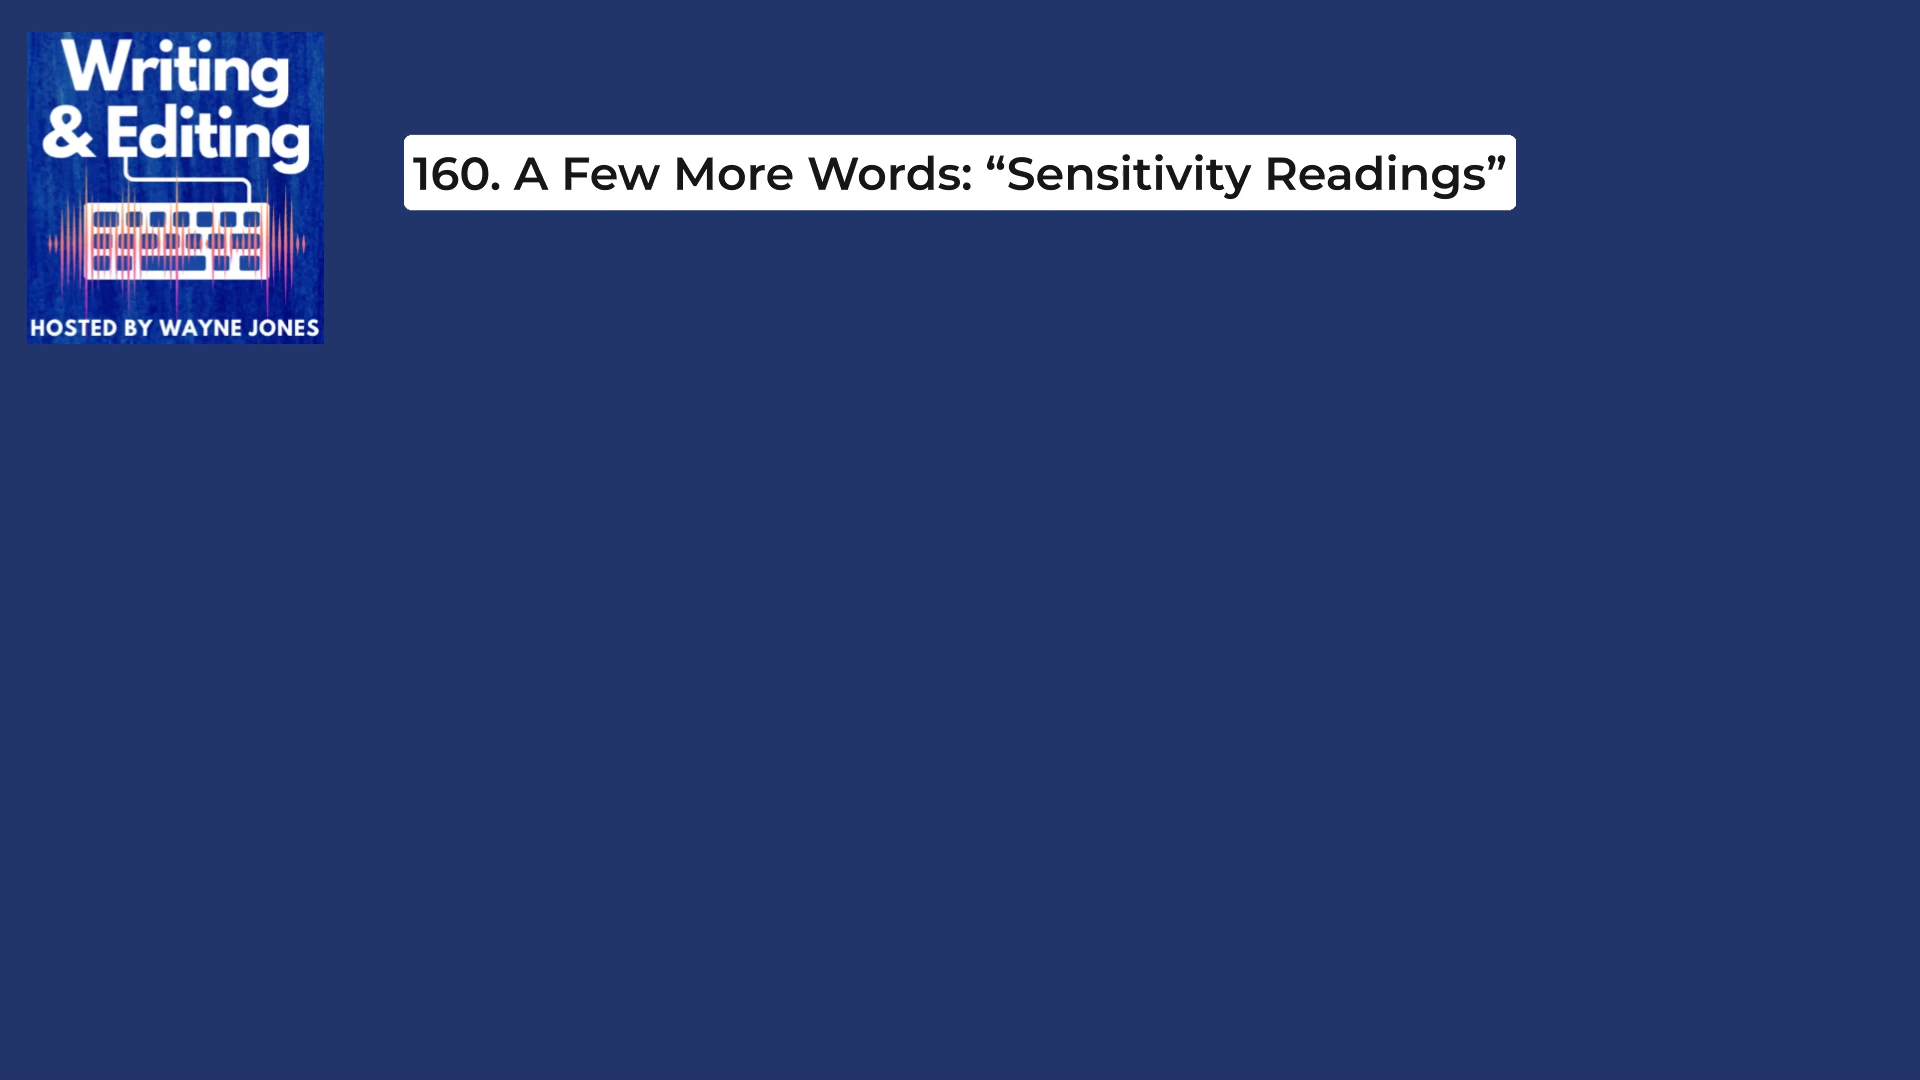 Writing
& Editing
HOSTED BY WAYNE JONES
160. A Few More Words: “Sensitivity Readings”